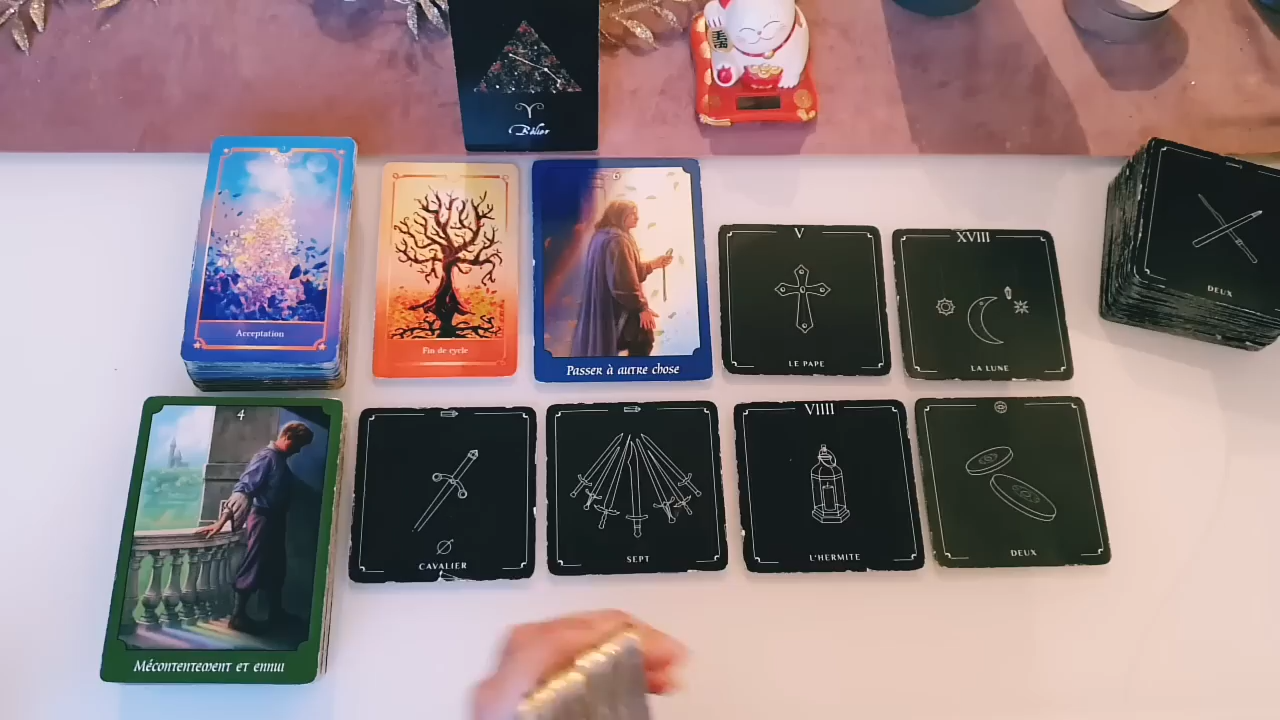 Bélier
Acceptation
Fin de cycle
6
Passer à autre chose
V
LE PAPE
XVIII
LA LUNE
DEUX
4
Mécontentement et ennui
CAVALIER
SEPT
VIIII
L'HERMITE
DEUX